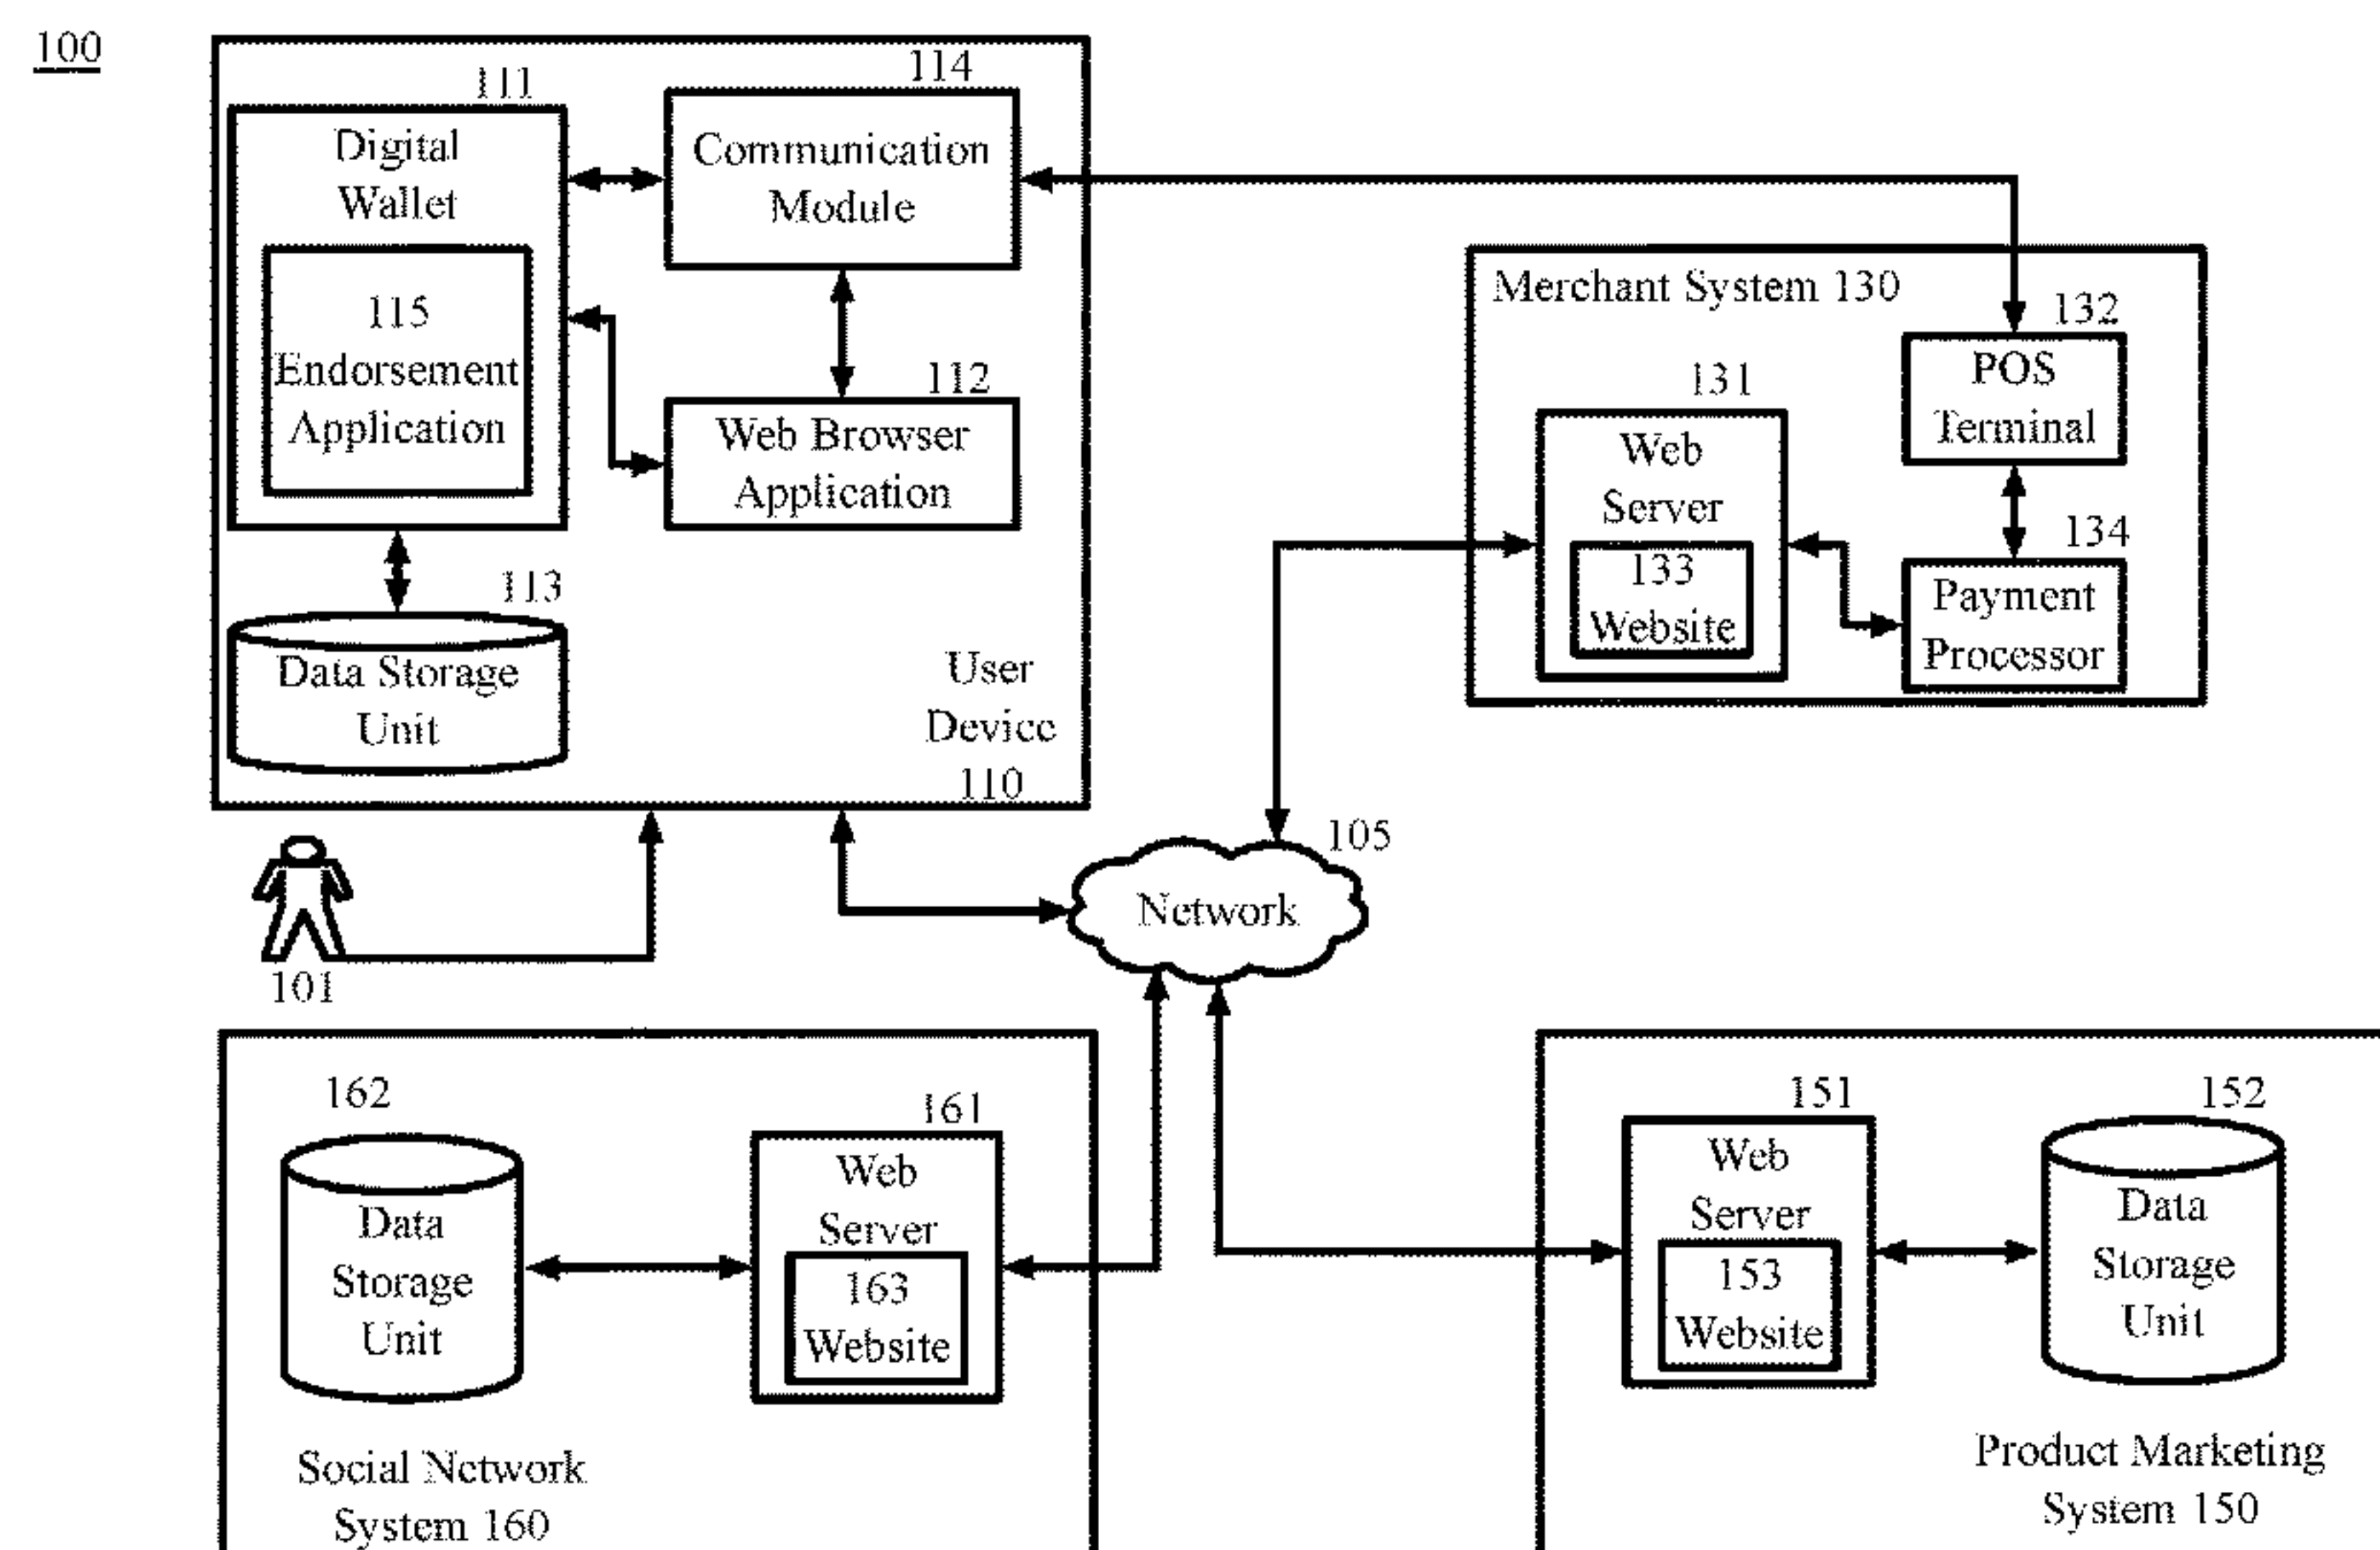 100
111
Digital
Wallet
115
Endorsement
Application
114
Communication
Module
112
Web Browser
Application
113
Data Storage
Unit
User
Device
110
Merchant System 130
132
POS
Terminal
131
Web
Server
133
Website
134
Payment
Processor
101
105
Network
162
Data
Storage
Unit
161
Web
Server
163
Website
Social Network
System 160
151
Web
Server
153
Website
152
Data
Storage
Unit
Product Marketing
System 150